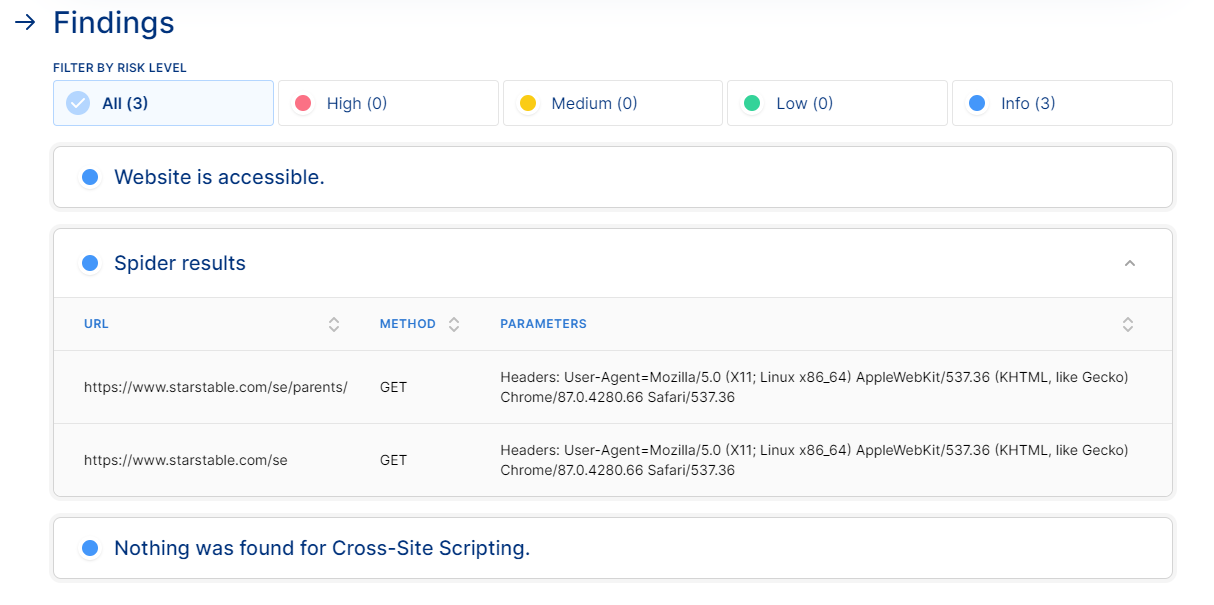 Findings
FILTER BY RISK LEVEL
All (3)
High (0)
Medium (0)
Low (0)
Info (3)
Website is accessible.
Spider results
URL
METHOD
PARAMETERS
https://www.starstable.com/se/parents/
GET
Headers: User-Agent=Mozilla/5.0 (X11; Linux x86_64) AppleWebKit/537.36 (KHTML, like Gecko)
Chrome/87.0.4280.66 Safari/537.36
https://www.starstable.com/se
GET
Headers: User-Agent=Mozilla/5.0 (X11; Linux x86_64) AppleWebKit/537.36 (KHTML, like Gecko)
Chrome/87.0.4280.66 Safari/537.36
Nothing was found for Cross-Site Scripting.